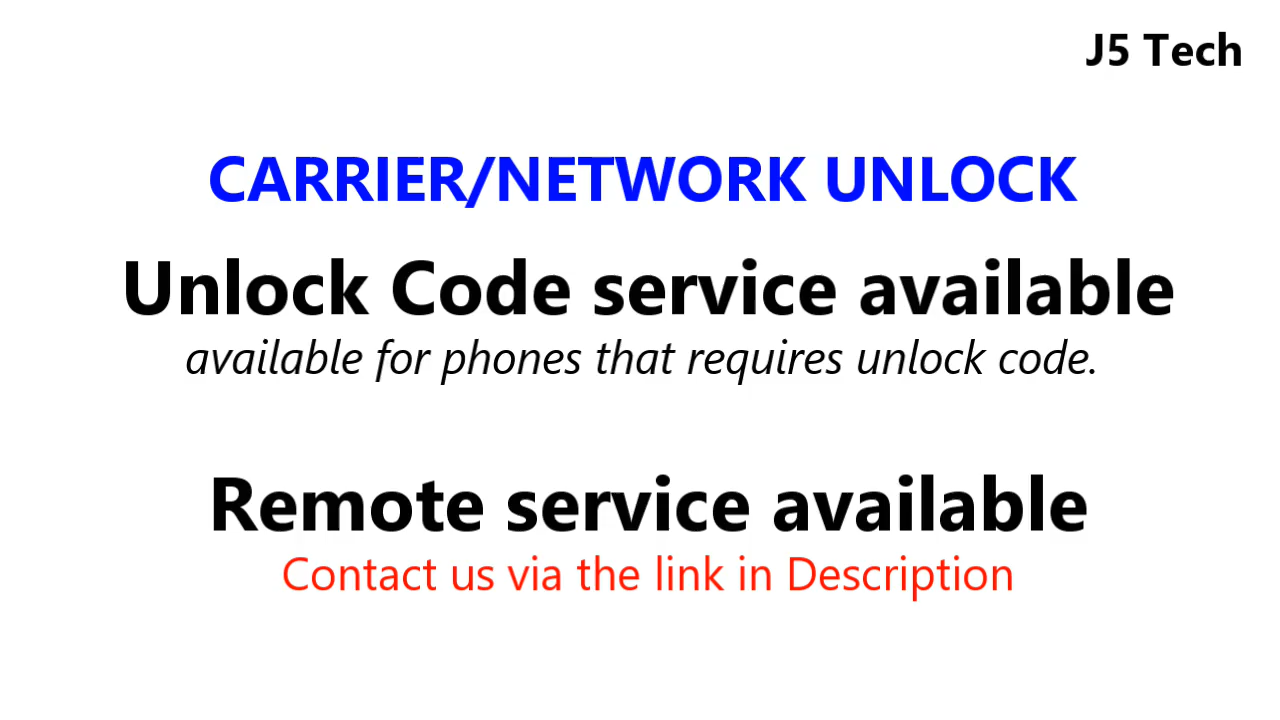 J5 Tech
CARRIER/NETWORK UNLOCK
Unlock Code service available
available for phones that requires unlock code.
Remote service available
Contact us via the link in Description